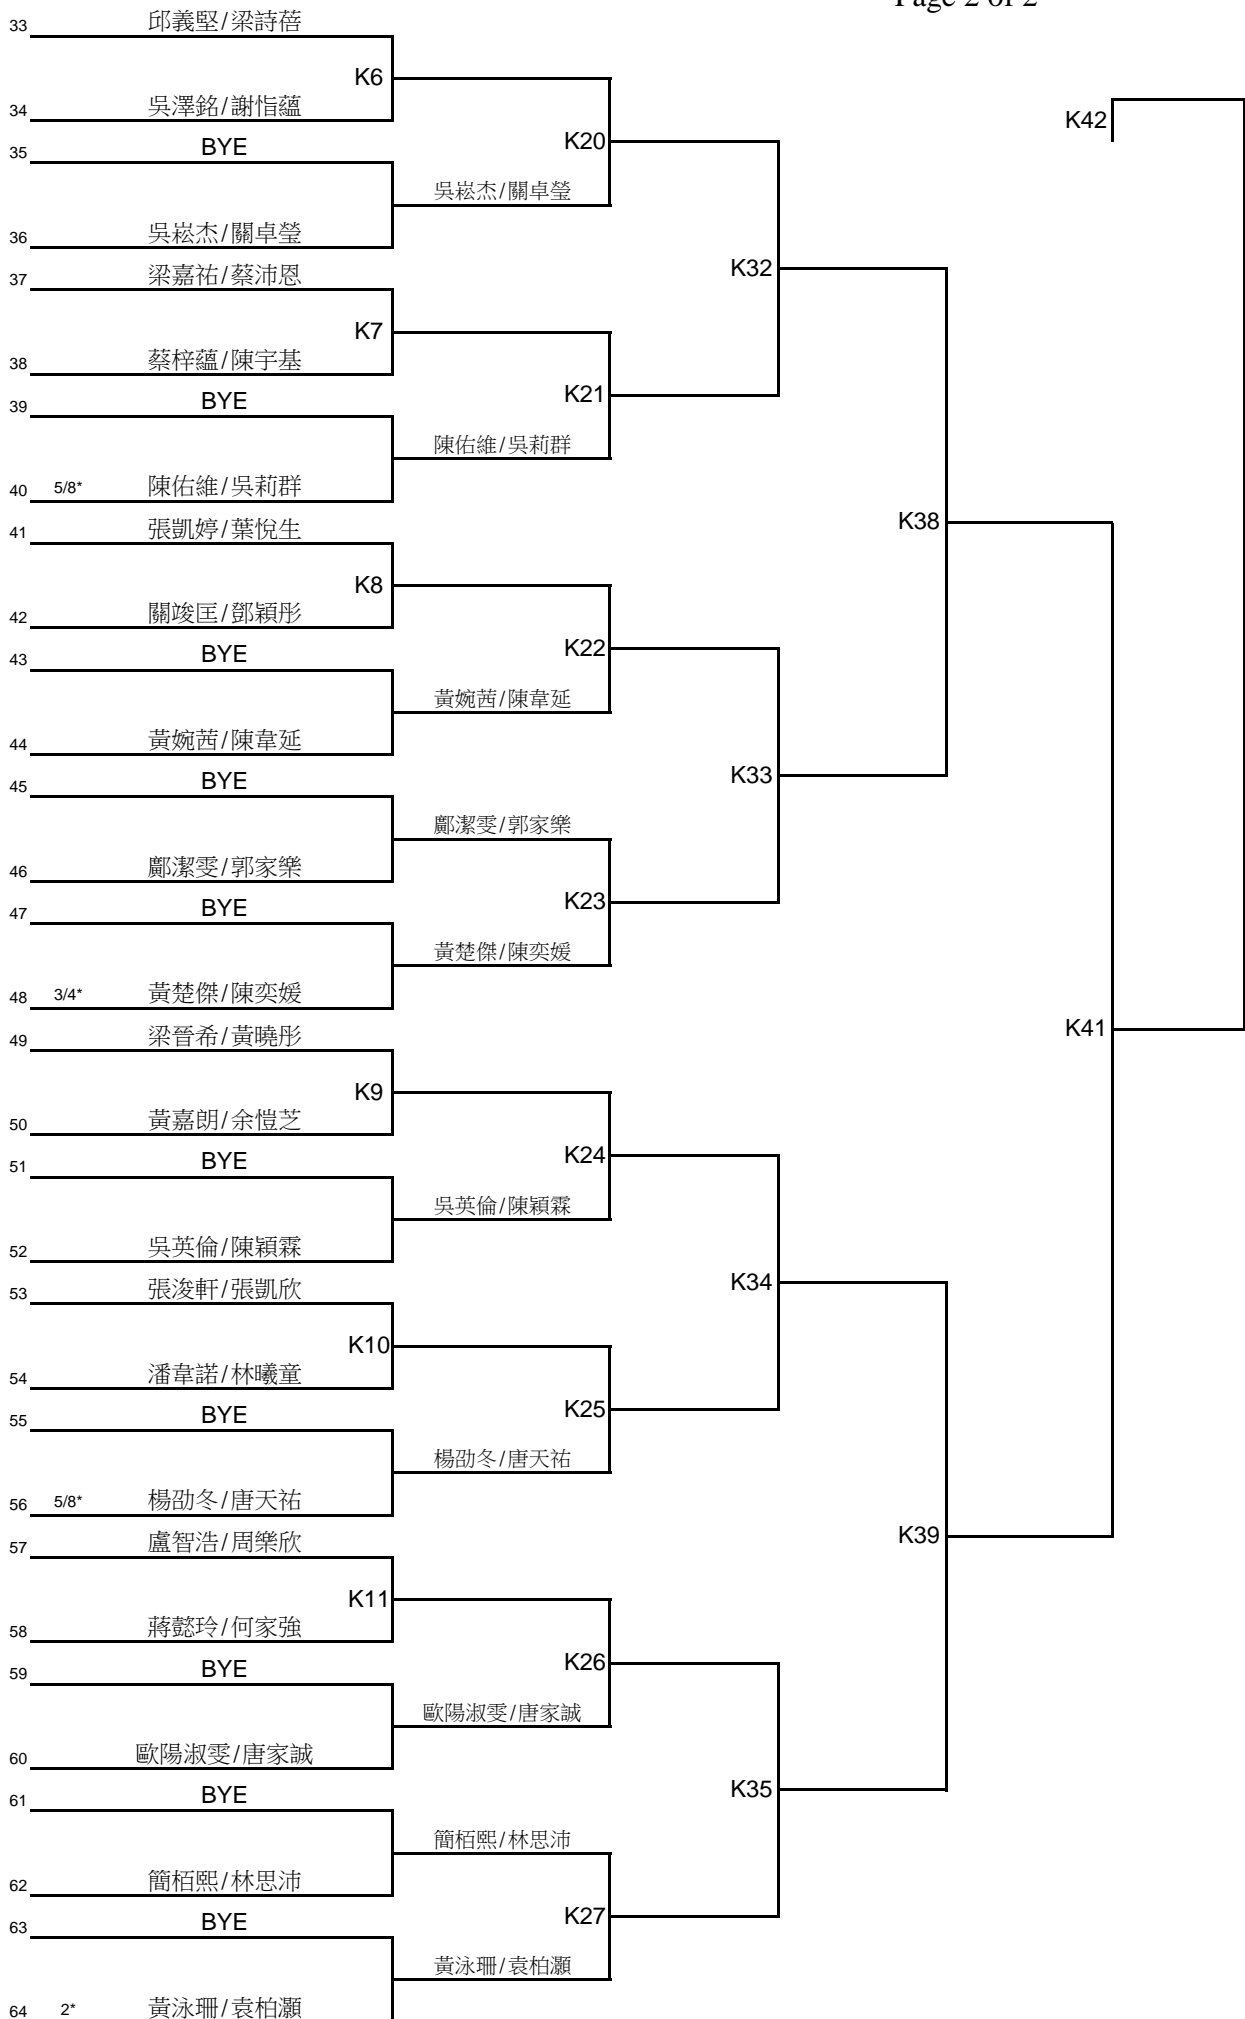 Page 2 of 2
33 邱義堅/梁詩蓓
K6
34 吳澤銘/謝恉蘊
K42
35 BYE
K20
吳崧杰/關卓瑩
36 吳崧杰/關卓瑩
K32
37 梁嘉祐/蔡沛恩
K7
38 蔡梓蘊/陳宇基
39 BYE
K21
陳佑維/吳莉群
40 5/8* 陳佑維/吳莉群
K38
41 張凱婷/葉悅生
K8
42 關竣匡/鄧穎彤
43 BYE
K22
黃婉茜/陳韋延
44 黃婉茜/陳韋延
K33
45 BYE
鄺潔雯/郭家樂
46 鄺潔雯/郭家樂
K23
47 BYE
黃楚傑/陳奕媛
48 3/4* 黃楚傑/陳奕媛
K41
49 梁晉希/黃曉彤
K9
50 黃嘉朗/余愷芝
51 BYE
K24
吳英倫/陳穎霖
52 吳英倫/陳穎霖
K34
53 張浚軒/張凱欣
K10
54 潘韋諾/林曦童
55 BYE
K25
楊劭冬/唐天祐
56 5/8* 楊劭冬/唐天祐
K39
57 盧智浩/周樂欣
K11
58 蔣懿玲/何家強
59 BYE
K26
歐陽淑雯/唐家誠
60 歐陽淑雯/唐家誠
K35
61 BYE
簡栢熙/林思沛
62 簡栢熙/林思沛
K27
63 BYE
黃泳珊/袁柏灝
64 2* 黃泳珊/袁柏灝